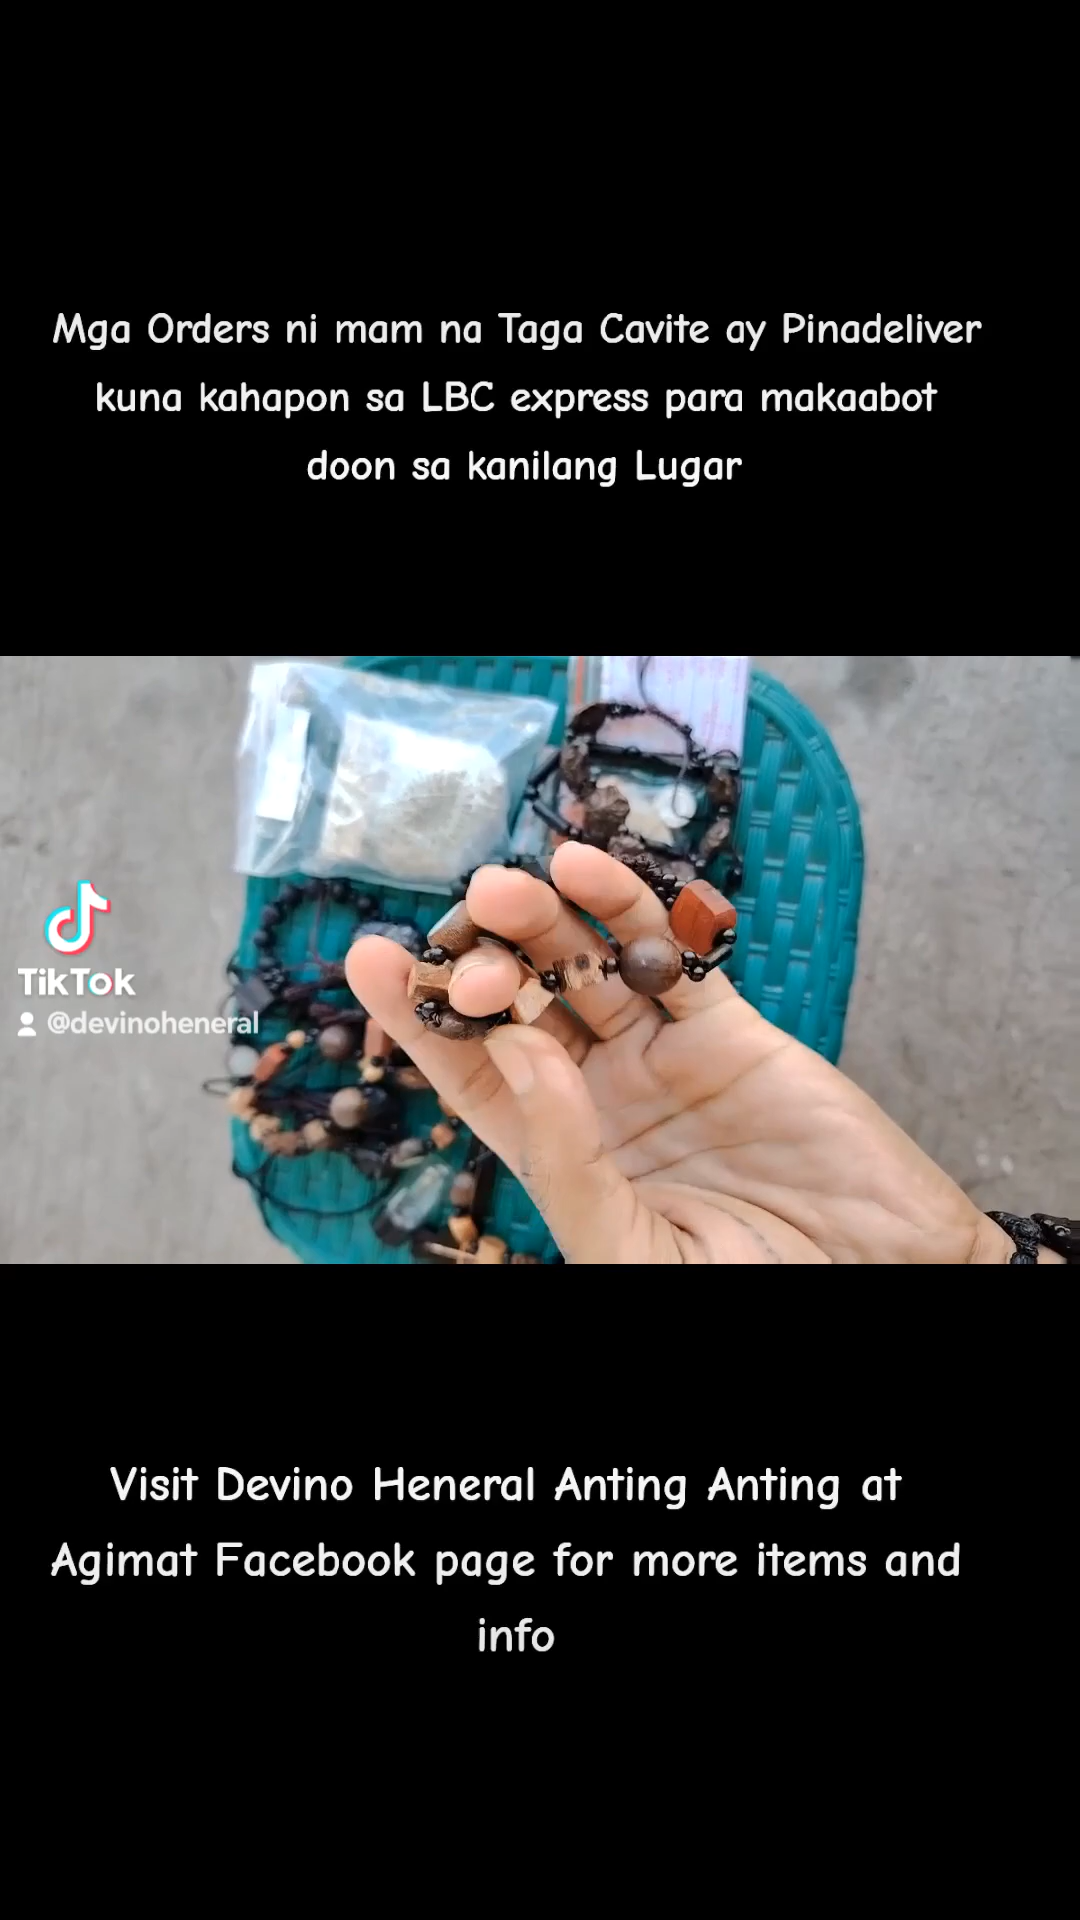 Mga Orders ni mam na Taga Cavite ay Pinadeliver
kuna kahapon sa LBC express para makaabot
doon sa kanilang Lugar
TikTok
@devinoheneral
Visit Devino Heneral Anting Anting at
Agimat Facebook page for more items and
info